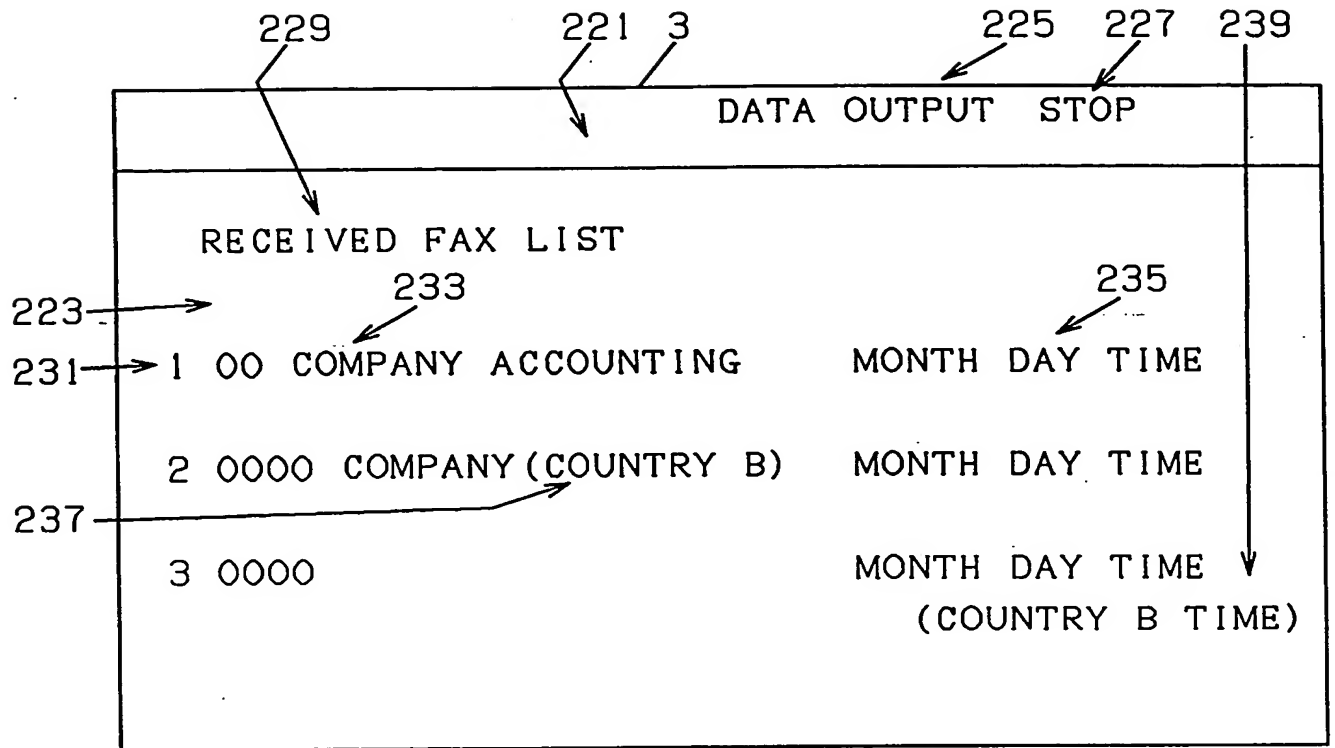 229 221 3 225 227 239
DATA OUTPUT STOP
RECEIVED FAX LIST
223 233 235
231 1 00 COMPANY ACCOUNTING MONTH DAY TIME
2 0000 COMPANY(COUNTRY B) MONTH DAY TIME
237
3 0000 MONTH DAY TIME
(COUNTRY B TIME)